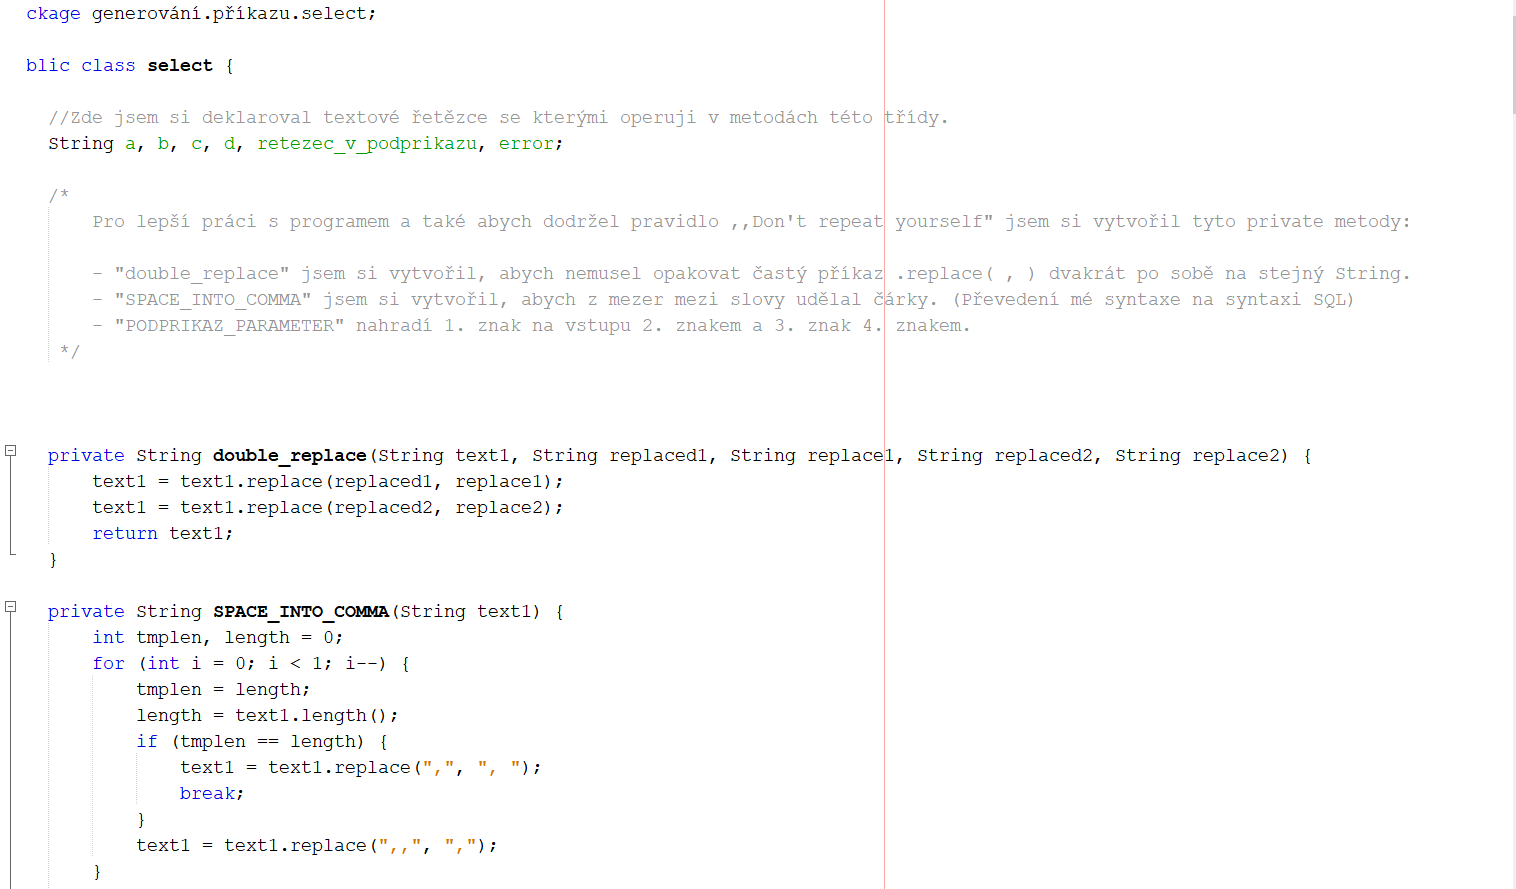 ckage generování.příkazu.select;
blic class select {
//Zde jsem si deklaroval textové řetězce se kterými operuji v metodách této třídy.
String a, b, c, d, retezec_v_podprikazu, error;
/*
Pro lepší práci s programem a také abych dodržel pravidlo ,,Don't repeat yourself" jsem si vytvořil tyto private metody:
- "double_replace" jsem si vytvořil, abych nemusel opakovat častý příkaz .replace( , ) dvakrát po sobě na stejný String.
- "SPACE_INTO_COMMA" jsem si vytvořil, abych z mezer mezi slovy udělal čárky. (Převedení mé syntaxe na syntaxi SQL)
- "PODPRIKAZ_PARAMETER" nahradí 1. znak na vstupu 2. znakem a 3. znak 4. znakem.
*/
private String double_replace(String text1, String replaced1, String replace1, String replaced2, String replace2) {
text1 = text1.replace(replaced1, replace1);
text1 = text1.replace(replaced2, replace2);
return text1;
}
private String SPACE_INTO_COMMA(String text1) {
int tmplen, length = 0;
for (int i = 0; i < 1; i--) {
tmplen = length;
length = text1.length();
if (tmplen == length) {
text1 = text1.replace(",", ", ");
break;
}
text1 = text1.replace(",,", ",");
}